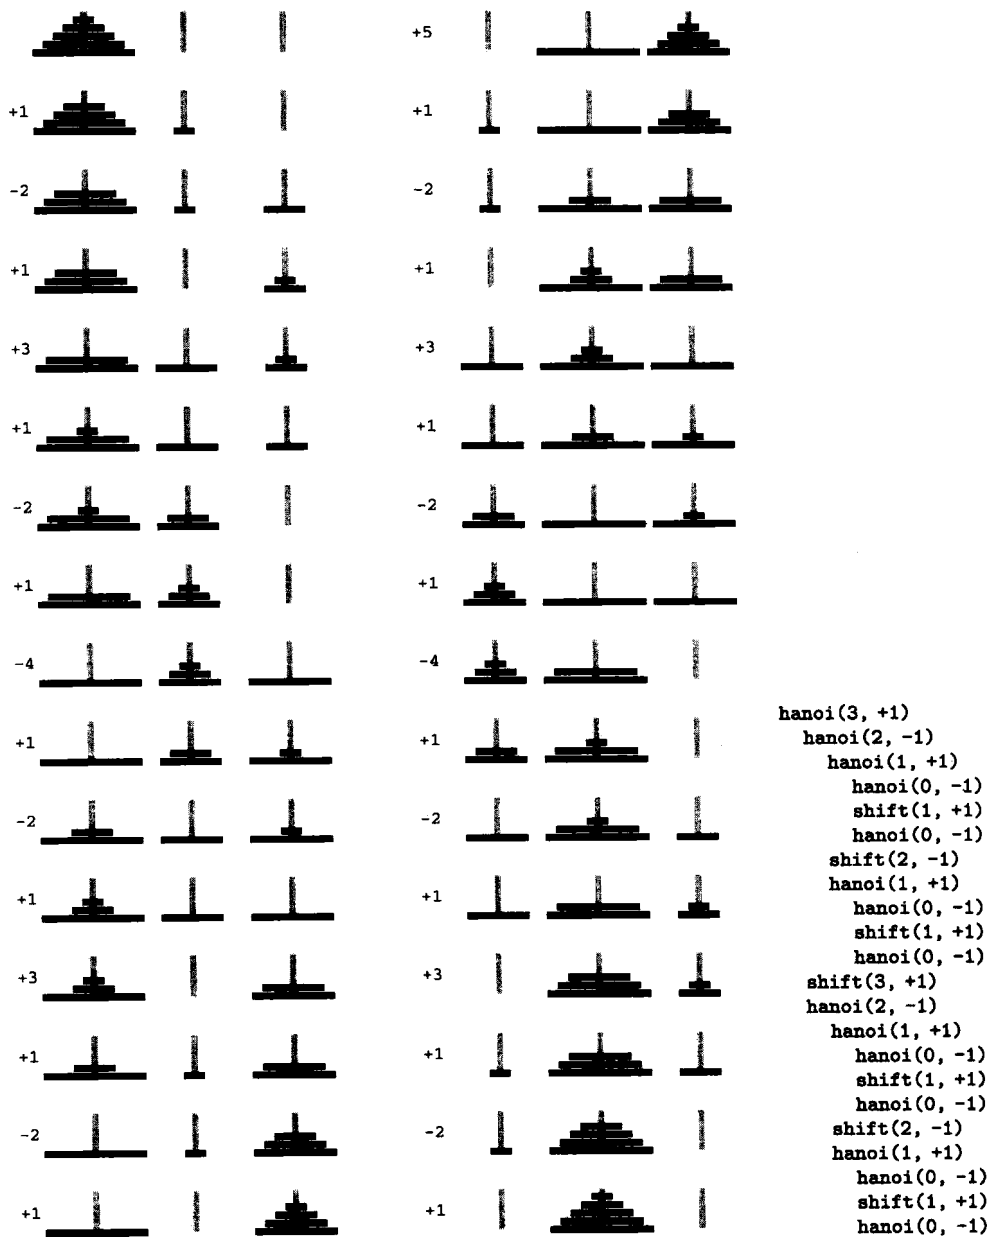 +1
-2
+1
+3
+1
-2
+1
-4
+1
-2
+1
+3
+1
-2
+1
+5
+1
-2
+1
+3
+1
-2
+1
-4
+1
-2
+1
+3
+1
-2
+1
hanoi(3, +1)
hanoi(2, -1)
hanoi(1, +1)
hanoi(0, -1)
shift(1, +1)
hanoi(0, -1)
shift(2, -1)
hanoi(1, +1)
hanoi(0, -1)
shift(1, +1)
hanoi(0, -1)
shift(3, +1)
hanoi(2, -1)
hanoi(1, +1)
hanoi(0, -1)
shift(1, +1)
hanoi(0, -1)
shift(2, -1)
hanoi(1, +1)
hanoi(0, -1)
shift(1, +1)
hanoi(0, -1)